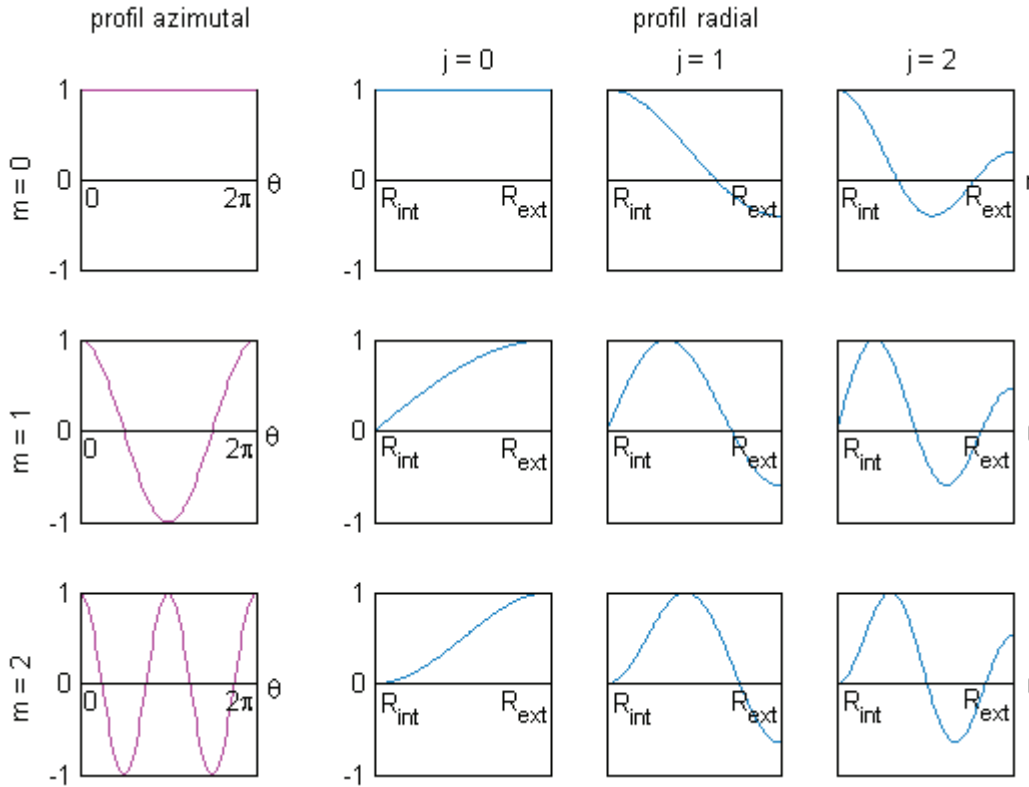 profil azimutal profil radial
j = 0 j = 1 j = 2
1 1
m = 0 0 0 2π θ 0 R_int R_ext R_int R_ext R_int R_ext r
-1 -1
1 1
m = 1 0 0 2π θ 0 R_int R_ext R_int R_ext R_int R_ext r
-1 -1
1 1
m = 2 0 0 2π θ 0 R_int R_ext R_int R_ext R_int R_ext r
-1 -1